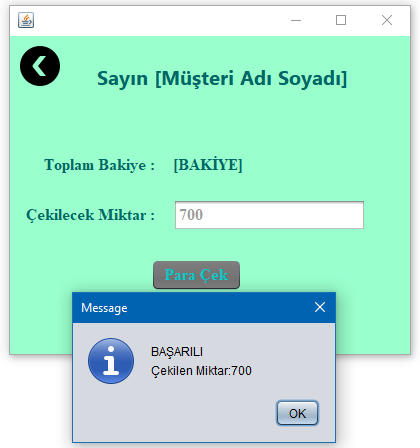 Sayın [Müşteri Adı Soyadı]
Toplam Bakiye : [BAKİYE]
Çekilecek Miktar : 700
Para Çek
Message
BAŞARILI
Çekilen Miktar:700
OK